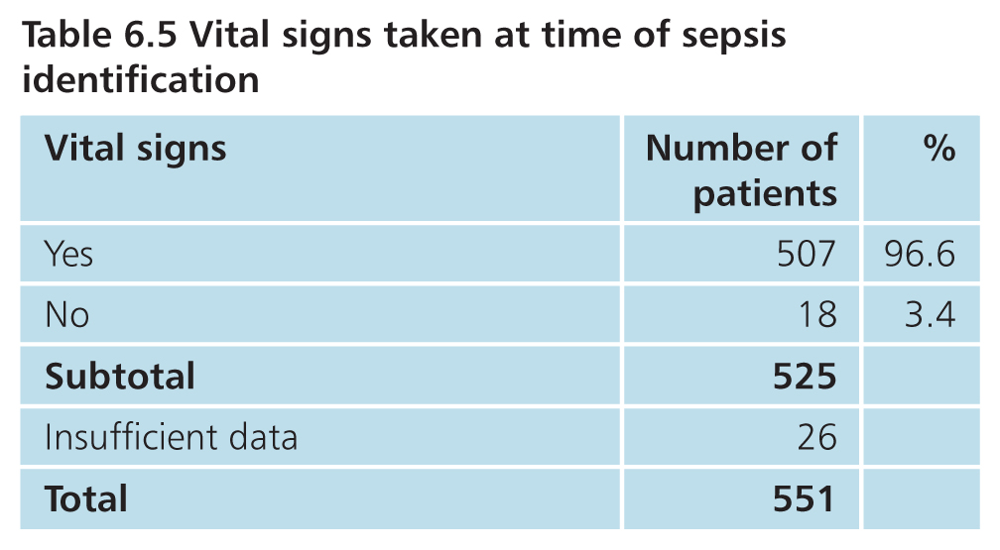 Table 6.5 Vital signs taken at time of sepsis
identification
Vital signs Number of patients %
Yes 507 96.6
No 18 3.4
Subtotal 525
Insufficient data 26
Total 551